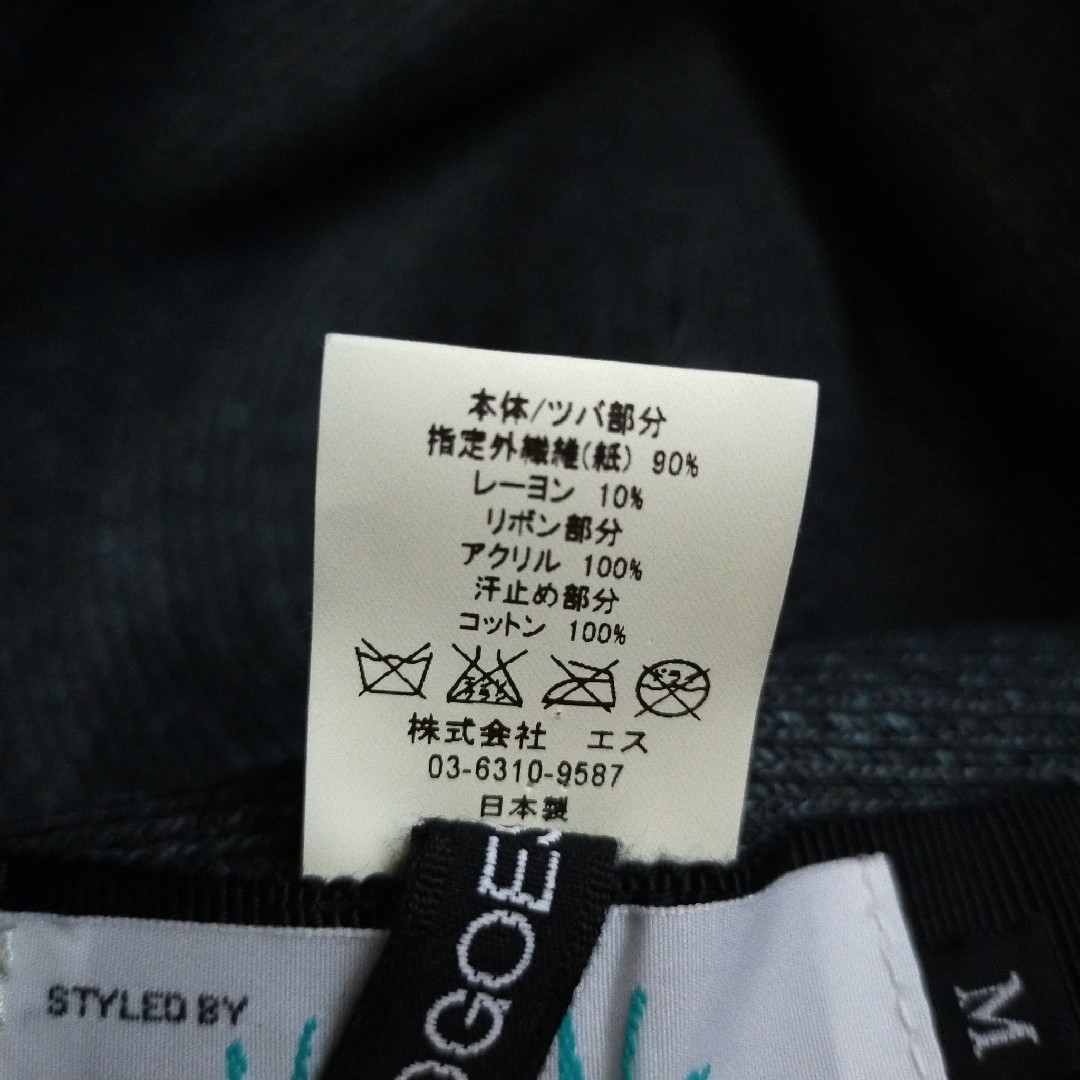 本体/ツバ部分
指定外繊維(紙) 90%
レーヨン 10%
リボン部分
アクリル 100%
汗止め部分
コットン 100%
株式会社 エス
03-6310-9587
日本製
STYLED BY
M